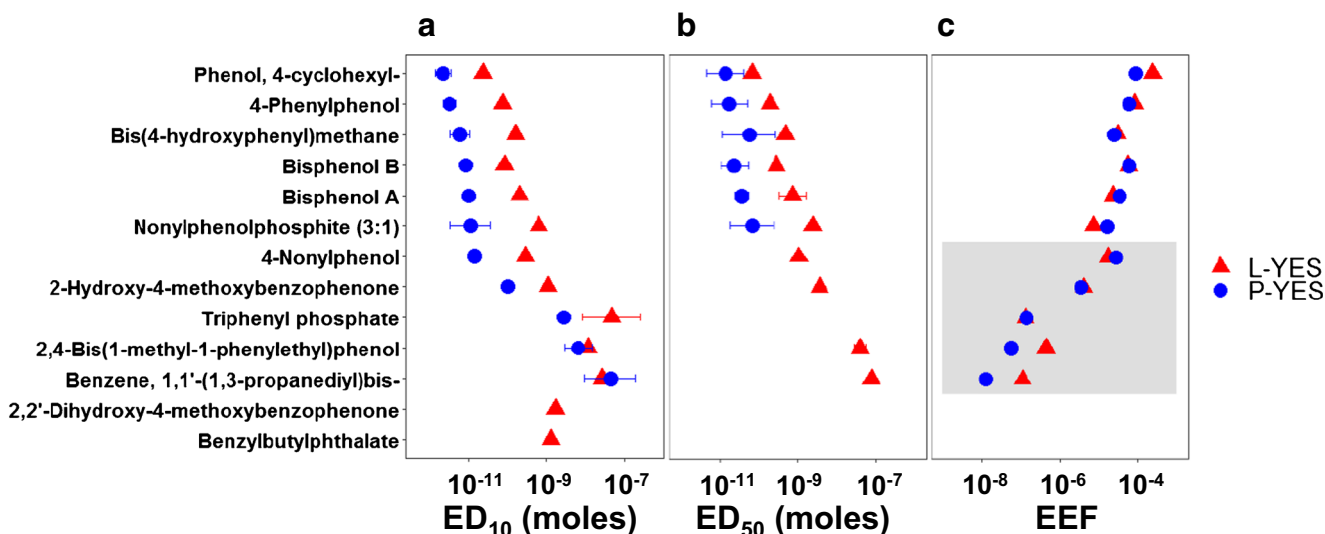 a b c
Phenol, 4-cyclohexyl-
4-Phenylphenol
Bis(4-hydroxyphenyl)methane
Bisphenol B
Bisphenol A
Nonylphenolphosphite (3:1)
4-Nonylphenol
2-Hydroxy-4-methoxybenzophenone
Triphenyl phosphate
2,4-Bis(1-methyl-1-phenylethyl)phenol
Benzene, 1,1'-(1,3-propanediyl)bis-
2,2'-Dihydroxy-4-methoxybenzophenone
Benzylbutylphthalate
L-YES
P-YES
10⁻¹¹ 10⁻⁹ 10⁻⁷ 10⁻¹¹ 10⁻⁹ 10⁻⁷ 10⁻⁸ 10⁻⁶ 10⁻⁴
ED₁₀ (moles) ED₅₀ (moles) EEF